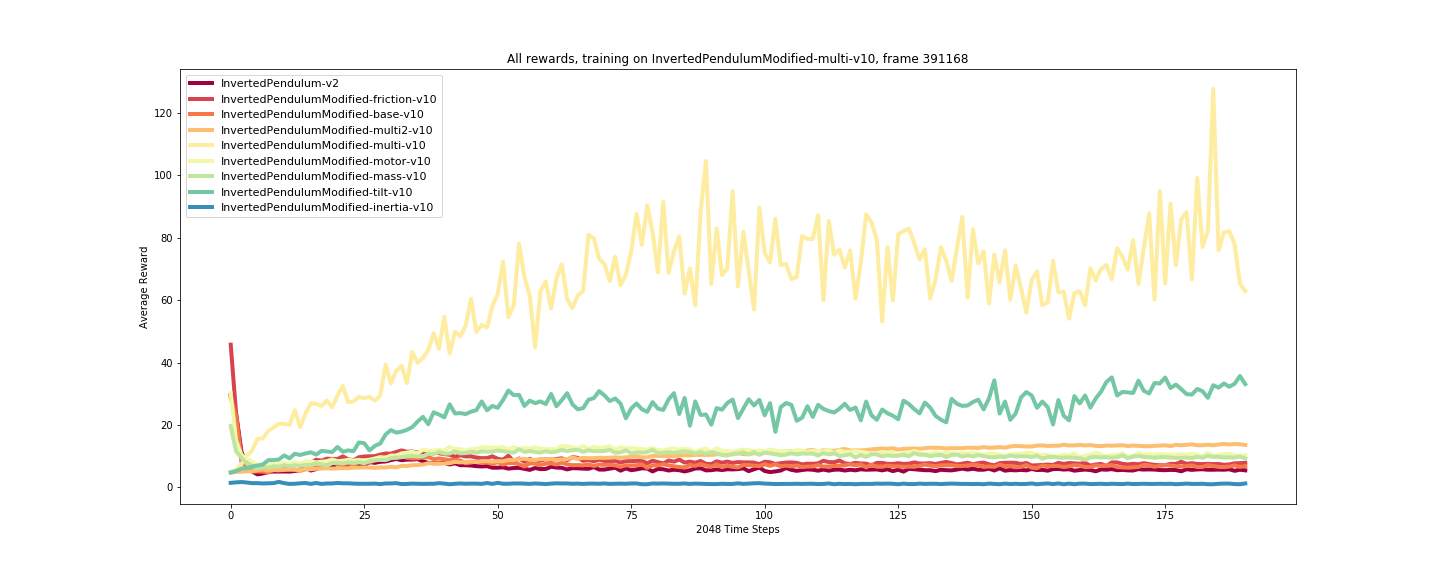 All rewards, training on InvertedPendulumModified-multi-v10, frame 391168
InvertedPendulum-v2
InvertedPendulumModified-friction-v10
InvertedPendulumModified-base-v10
InvertedPendulumModified-multi2-v10
InvertedPendulumModified-multi-v10
InvertedPendulumModified-motor-v10
InvertedPendulumModified-mass-v10
InvertedPendulumModified-tilt-v10
InvertedPendulumModified-inertia-v10
Average Reward
120
100
80
60
40
20
0
0 25 50 75 100 125 150 175
2048 Time Steps